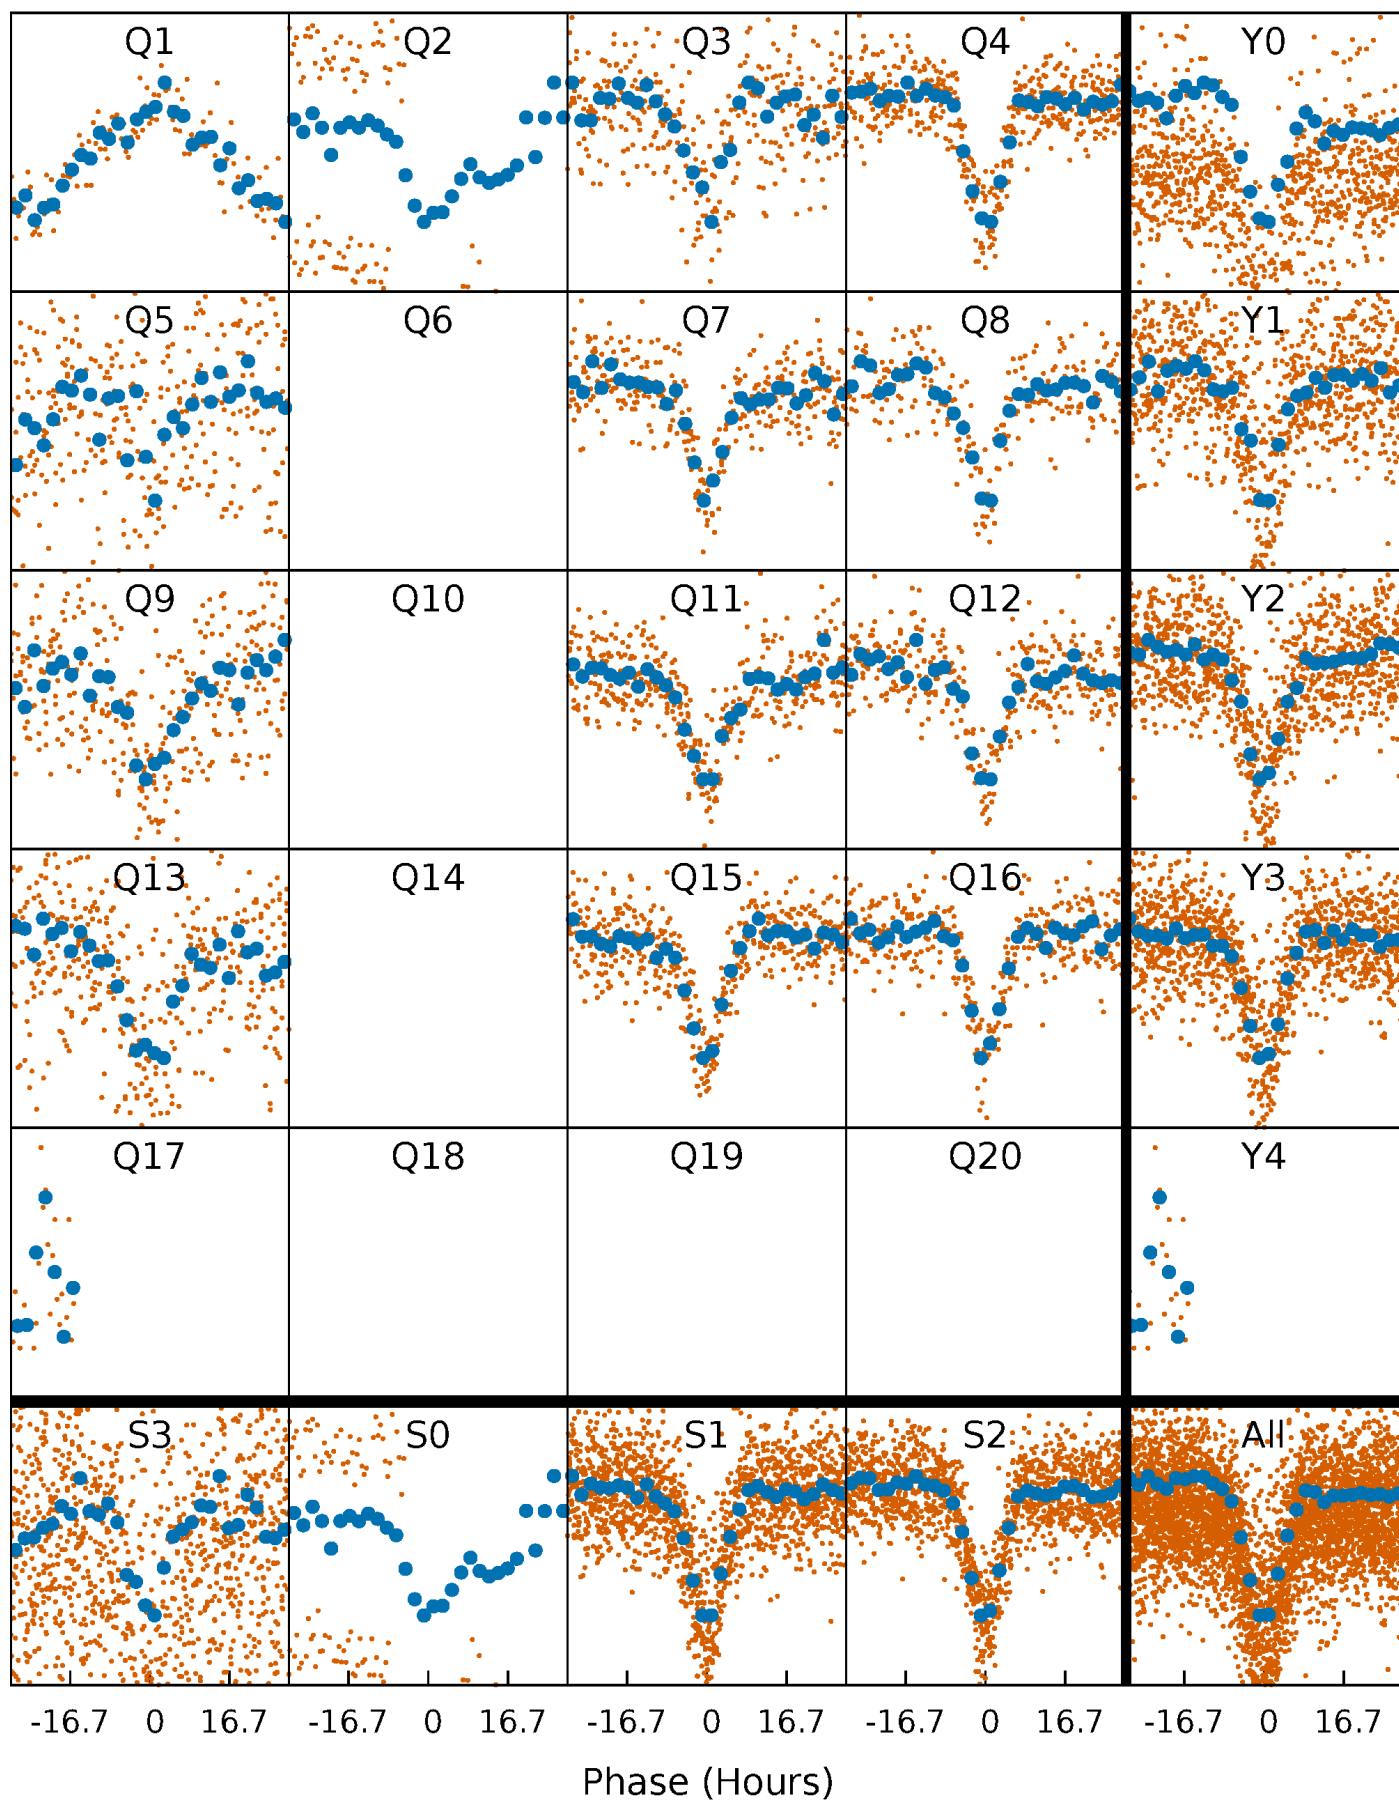 Q1 Q2 Q3 Q4 Y0
Q5 Q6 Q7 Q8 Y1
Q9 Q10 Q11 Q12 Y2
Q13 Q14 Q15 Q16 Y3
Q17 Q18 Q19 Q20 Y4
S3 S0 S1 S2 All
-16.7 0 16.7 -16.7 0 16.7 -16.7 0 16.7 -16.7 0 16.7 -16.7 0 16.7
Phase (Hours)